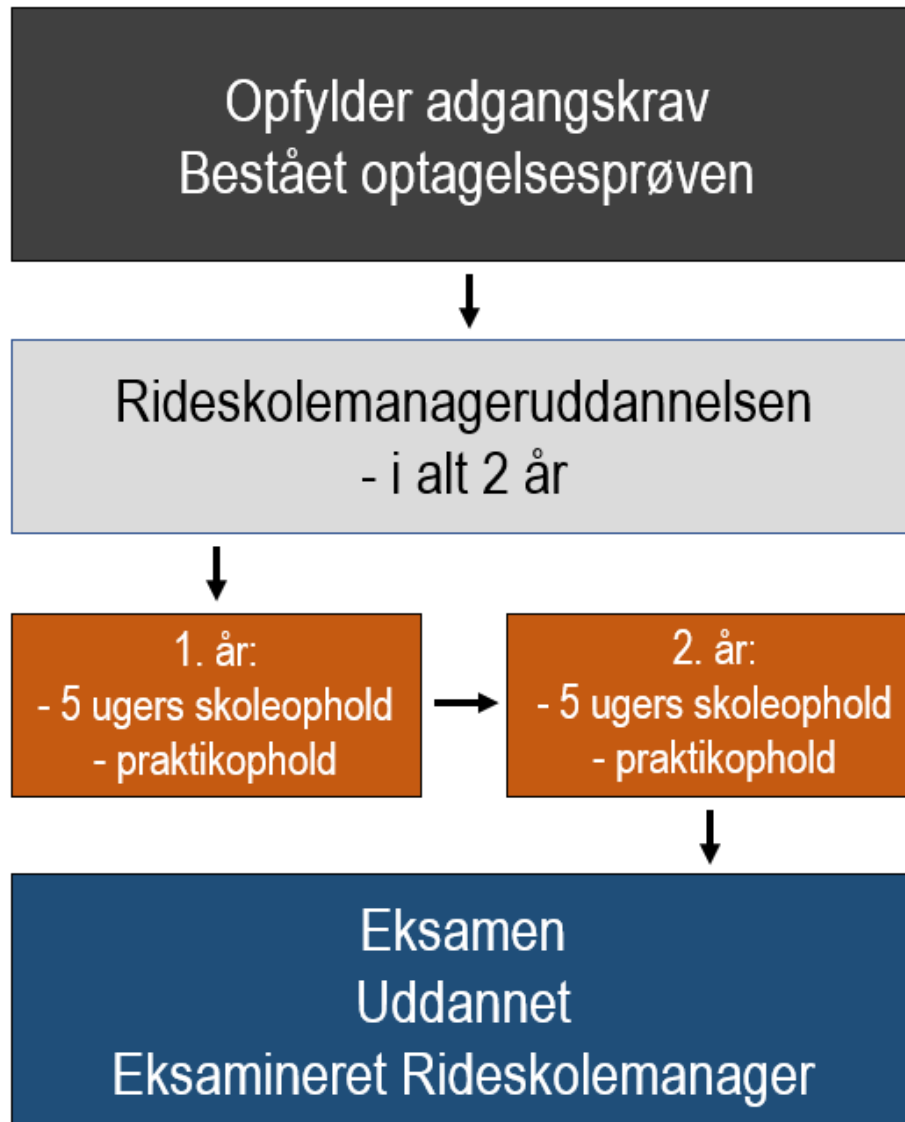 Opfylder adgangskrav
Bestået optagelsesprøven
Rideskolemanageruddannelsen
- i alt 2 år
1. år:
- 5 ugers skoleophold
- praktikophold
2. år:
- 5 ugers skoleophold
- praktikophold
Eksamen
Uddannet
Eksamineret Rideskolemanager